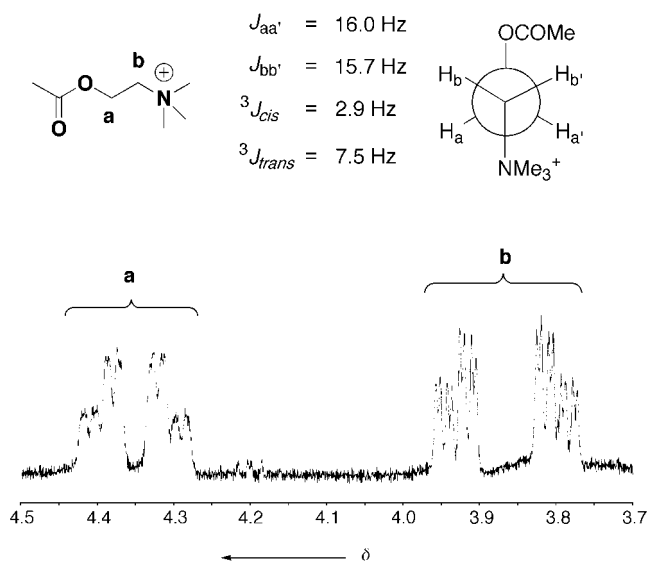 b
O
N
⊕
O
a
J_aa' = 16.0 Hz
J_bb' = 15.7 Hz
³J_cis = 2.9 Hz
³J_trans = 7.5 Hz
OCOMe
H_b H_b'
H_a H_a'
NMe₃⁺
a
b
4.5 4.4 4.3 4.2 4.1 4.0 3.9 3.8 3.7
δ